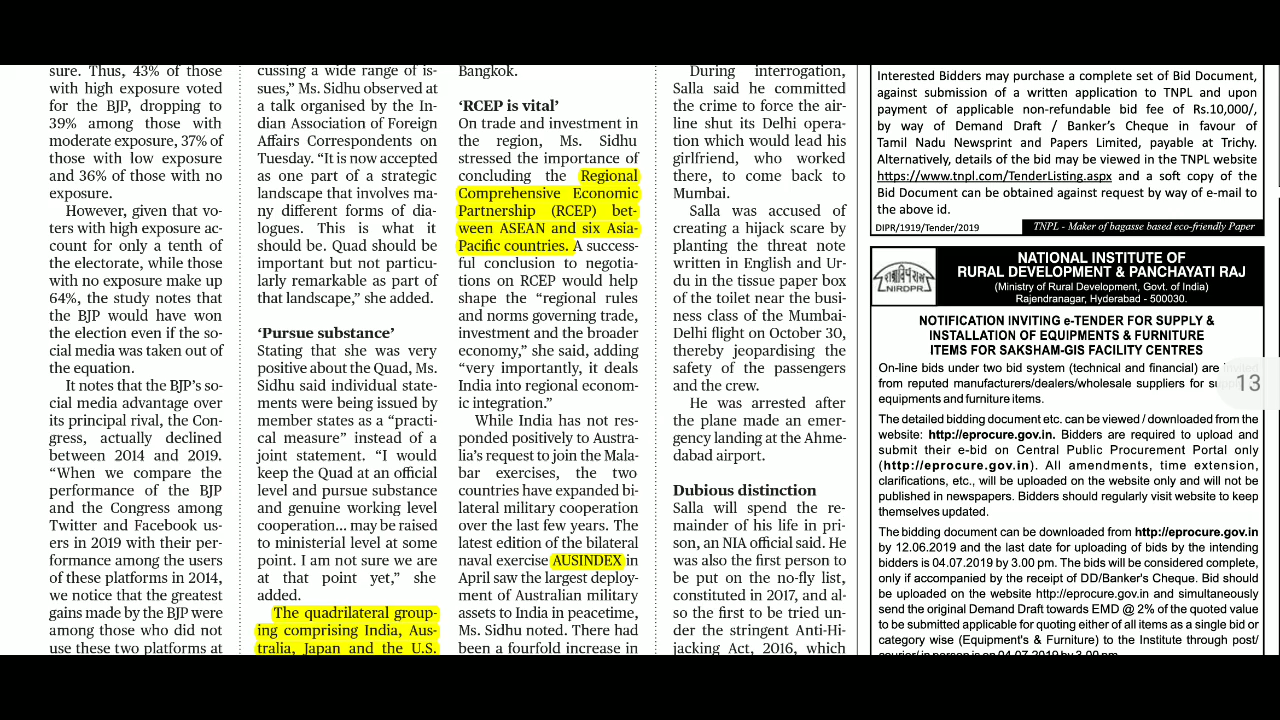 sure. Thus, 43% of those
with high exposure voted
for the BJP, dropping to
39% among those with
moderate exposure, 37% of
those with low exposure
and 36% of those with no
exposure.
However, given that vo-
ters with high exposure ac-
count for only a tenth of
the electorate, while those
with no exposure make up
64%, the study notes that
the BJP would have won
the election even if the so-
cial media was taken out of
the equation.
It notes that the BJP's so-
cial media advantage over
its principal rival, the Con-
gress, actually declined
between 2014 and 2019.
“When we compare the
performance of the BJP
and the Congress among
Twitter and Facebook us-
ers in 2019 with their per-
formance among the users
of these platforms in 2014,
we notice that the greatest
gains made by the BJP were
among those who did not
use these two platforms at
cussing a wide range of is-
sues,” Ms. Sidhu observed at
a talk organised by the In-
dian Association of Foreign
Affairs Correspondents on
Tuesday. “It is now accepted
as one part of a strategic
landscape that involves ma-
ny different forms of dia-
logues. This is what it
should be. Quad should be
important but not particu-
larly remarkable as part of
that landscape,” she added.
‘Pursue substance’
Stating that she was very
positive about the Quad, Ms.
Sidhu said individual state-
ments were being issued by
member states as a “practi-
cal measure” instead of a
joint statement. “I would
keep the Quad at an official
level and pursue substance
and genuine working level
cooperation... may be raised
to ministerial level at some
point. I am not sure we are
at that point yet,” she
added.
The quadrilateral group-
ing comprising India, Aus-
tralia, Japan and the U.S.
Bangkok.
‘RCEP is vital’
On trade and investment in
the region, Ms. Sidhu
stressed the importance of
concluding the Regional
Comprehensive Economic
Partnership (RCEP) bet-
ween ASEAN and six Asia-
Pacific countries. A success-
ful conclusion to negotia-
tions on RCEP would help
shape the “regional rules
and norms governing trade,
investment and the broader
economy,” she said, adding
“very importantly, it deals
India into regional econom-
ic integration.”
While India has not res-
ponded positively to Austra-
lia's request to join the Mala-
bar exercises, the two
countries have expanded bi-
lateral military cooperation
over the last few years. The
latest edition of the bilateral
naval exercise AUSINDEX in
April saw the largest deploy-
ment of Australian military
assets to India in peacetime,
Ms. Sidhu noted. There had
been a fourfold increase in
During interrogation,
Salla said he committed
the crime to force the air-
line shut its Delhi opera-
tion which would lead his
girlfriend, who worked
there, to come back to
Mumbai.
Salla was accused of
creating a hijack scare by
planting the threat note
written in English and Ur-
du in the tissue paper box
of the toilet near the busi-
ness class of the Mumbai-
Delhi flight on October 30,
thereby jeopardising the
safety of the passengers
and the crew.
He was arrested after
the plane made an emer-
gency landing at the Ahme-
dabad airport.
Dubious distinction
Salla will spend the re-
mainder of his life in pri-
son, an NIA official said. He
was also the first person to
be put on the no-fly list,
constituted in 2017, and al-
so the first to be tried un-
der the stringent Anti-Hi-
jacking Act, 2016, which
Interested Bidders may purchase a complete set of Bid Document,
against submission of a written application to TNPL and upon
payment of applicable non-refundable bid fee of Rs.10,000/,
by way of Demand Draft / Banker's Cheque in favour of
Tamil Nadu Newsprint and Papers Limited, payable at Trichy.
Alternatively, details of the bid may be viewed in the TNPL website
https://www.tnpl.com/TenderListing.aspx and a soft copy of the
Bid Document can be obtained against request by way of e-mail to
the above id.
DIPR/1919/Tender/2019
TNPL - Maker of bagasse based eco-friendly Paper
NIRDPR
NATIONAL INSTITUTE OF
RURAL DEVELOPMENT & PANCHAYATI RAJ
(Ministry of Rural Development, Govt. of India)
Rajendranagar, Hyderabad - 500030.
NOTIFICATION INVITING e-TENDER FOR SUPPLY &
INSTALLATION OF EQUIPMENTS & FURNITURE
ITEMS FOR SAKSHAM-GIS FACILITY CENTRES
On-line bids under two bid system (technical and financial) are
from reputed manufacturers/dealers/wholesale suppliers for
equipments and furniture items.
13
The detailed bidding document etc. can be viewed / downloaded from the
website: http://eprocure.gov.in. Bidders are required to upload and
submit their e-bid on Central Public Procurement Portal only
(http://eprocure.gov.in). All amendments, time extension,
clarifications, etc., will be uploaded on the website only and will not be
published in newspapers. Bidders should regularly visit website to keep
themselves updated.
The bidding document can be downloaded from http://eprocure.gov.in
by 12.06.2019 and the last date for uploading of bids by the intending
bidders is 04.07.2019 by 3.00 pm. The bids will be considered complete,
only if accompanied by the receipt of DD/Banker's Cheque. Bid should
be uploaded on the website http://eprocure.gov.in and simultaneously
send the original Demand Draft towards EMD @ 2% of the quoted value
to be submitted applicable for quoting either of all items as a single bid or
category wise (Equipment's & Furniture) to the Institute through post/
courier/in person is on 04.07.2019 by 3.00 pm.